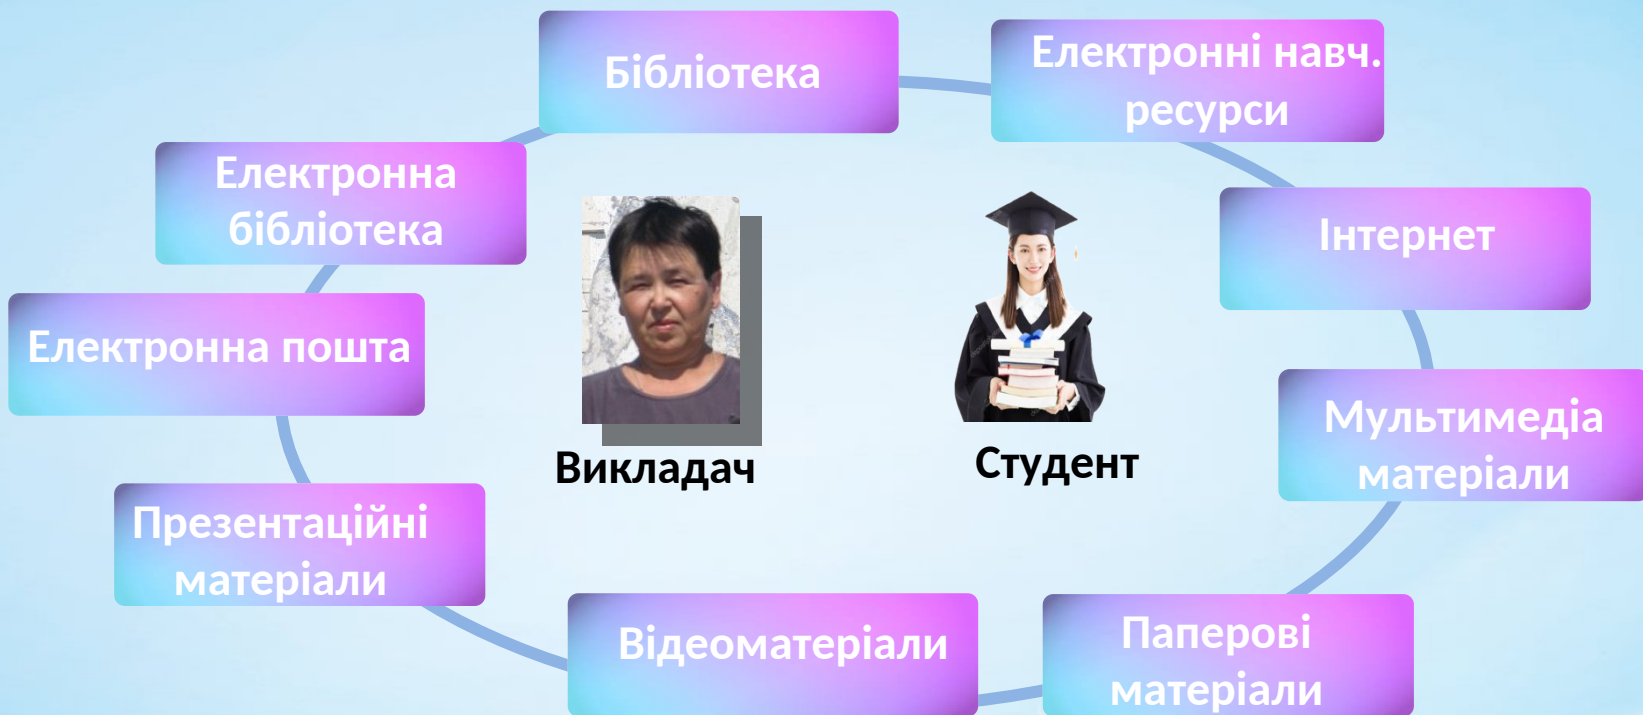 Бібліотека
Електронні навч.
ресурси
Електронна
бібліотека
Інтернет
Електронна пошта
Мультимедіа
матеріали
Викладач
Студент
Презентаційні
матеріали
Відеоматеріали
Паперові
матеріали